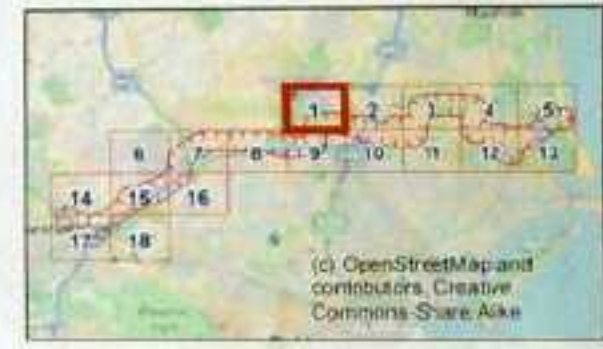 1 2 3 4 5
6 7 8 9 10 11 12 13
14 15 16
17 18
(c) OpenStreetMap and
contributors, Creative
Commons-Share Alike